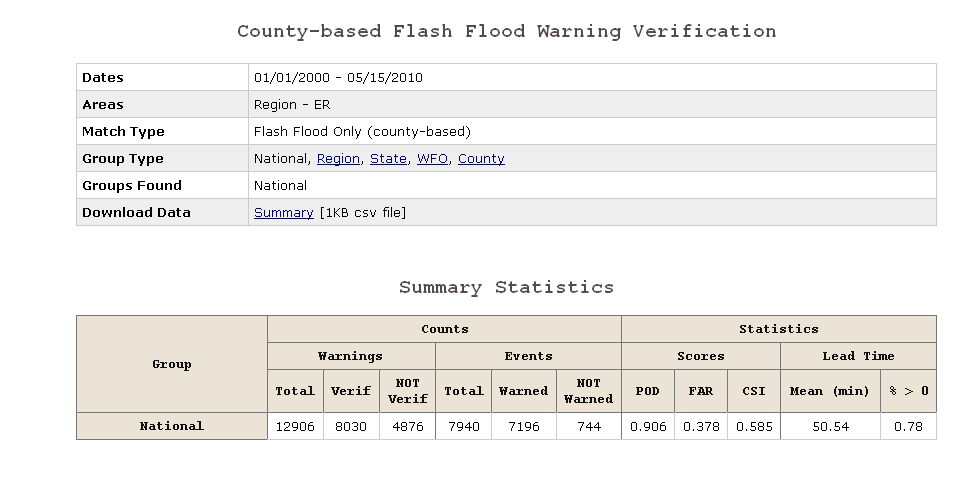 County-based Flash Flood Warning Verification
Dates 01/01/2000 - 05/15/2010
Areas Region - ER
Match Type Flash Flood Only (county-based)
Group Type National, Region, State, WFO, County
Groups Found National
Download Data Summary [1KB csv file]
Summary Statistics
Group Counts Statistics
Warnings Events Scores Lead Time
Total Verif NOT Verif Total Warned NOT Warned POD FAR CSI Mean (min) % > 0
National 12906 8030 4876 7940 7196 744 0.906 0.378 0.585 50.54 0.78